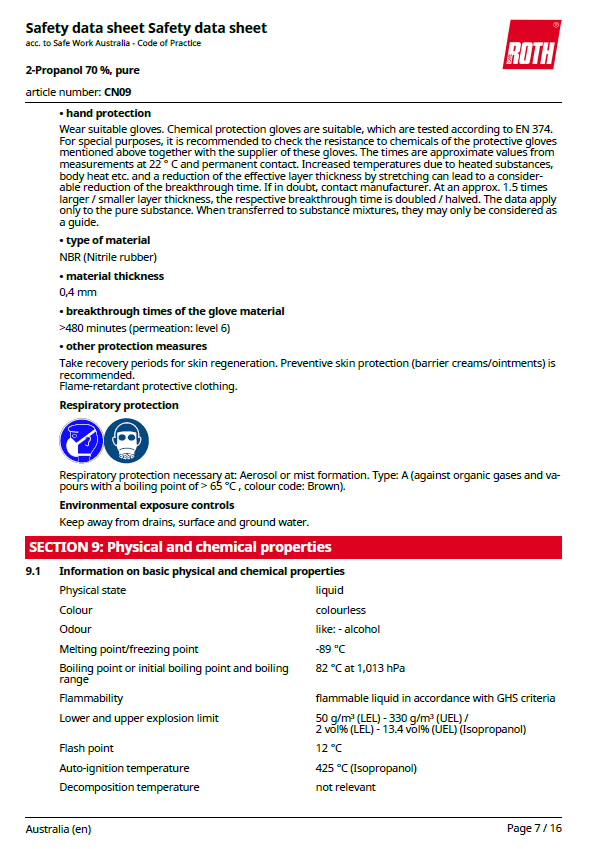 Safety data sheet Safety data sheet
acc. to Safe Work Australia - Code of Practice
ROTH
®
2-Propanol 70 %, pure
article number: CN09
• hand protection
Wear suitable gloves. Chemical protection gloves are suitable, which are tested according to EN 374.
For special purposes, it is recommended to check the resistance to chemicals of the protective gloves
mentioned above together with the supplier of these gloves. The times are approximate values from
measurements at 22 ° C and permanent contact. Increased temperatures due to heated substances,
body heat etc. and a reduction of the effective layer thickness by stretching can lead to a consider-
able reduction of the breakthrough time. If in doubt, contact manufacturer. At an approx. 1.5 times
larger / smaller layer thickness, the respective breakthrough time is doubled / halved. The data apply
only to the pure substance. When transferred to substance mixtures, they may only be considered as
a guide.
• type of material
NBR (Nitrile rubber)
• material thickness
0,4 mm
• breakthrough times of the glove material
>480 minutes (permeation: level 6)
• other protection measures
Take recovery periods for skin regeneration. Preventive skin protection (barrier creams/ointments) is
recommended.
Flame-retardant protective clothing.
Respiratory protection
Respiratory protection necessary at: Aerosol or mist formation. Type: A (against organic gases and va-
pours with a boiling point of > 65 °C , colour code: Brown).
Environmental exposure controls
Keep away from drains, surface and ground water.
SECTION 9: Physical and chemical properties
9.1 Information on basic physical and chemical properties
Physical state liquid
Colour colourless
Odour like: - alcohol
Melting point/freezing point -89 °C
Boiling point or initial boiling point and boiling 82 °C at 1,013 hPa
range
Flammability flammable liquid in accordance with GHS criteria
Lower and upper explosion limit 50 g/m³ (LEL) - 330 g/m³ (UEL) /
2 vol% (LEL) - 13.4 vol% (UEL) (Isopropanol)
Flash point 12 °C
Auto-ignition temperature 425 °C (Isopropanol)
Decomposition temperature not relevant
Australia (en) Page 7 / 16